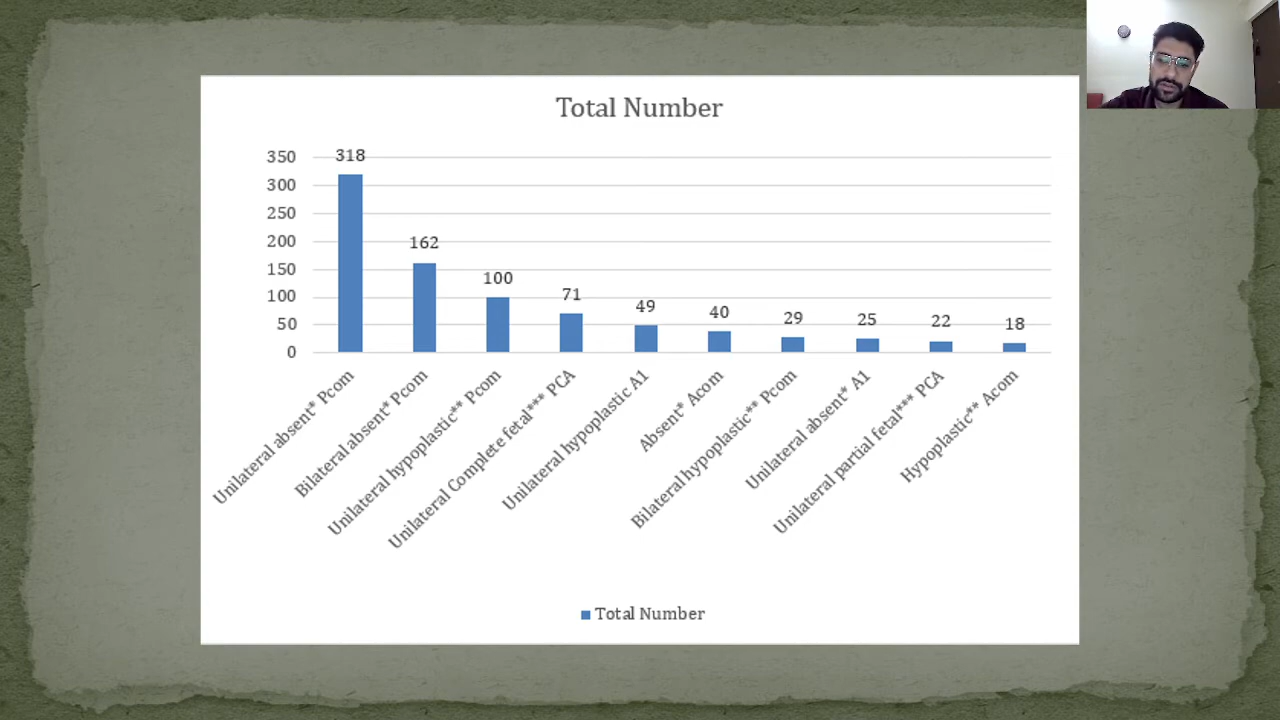 Total Number
350
300
250
200
150
100
50
0
318
162
100
71
49
40
29
25
22
18
Unilateral absent* Pcom
Bilateral absent* Pcom
Unilateral hypoplastic** Pcom
Unilateral Complete fetal*** PCA
Unilateral hypoplastic A1
Absent* Acom
Bilateral hypoplastic** Pcom
Unilateral absent* A1
Unilateral partial fetal*** PCA
Hypoplastic** Acom
Total Number